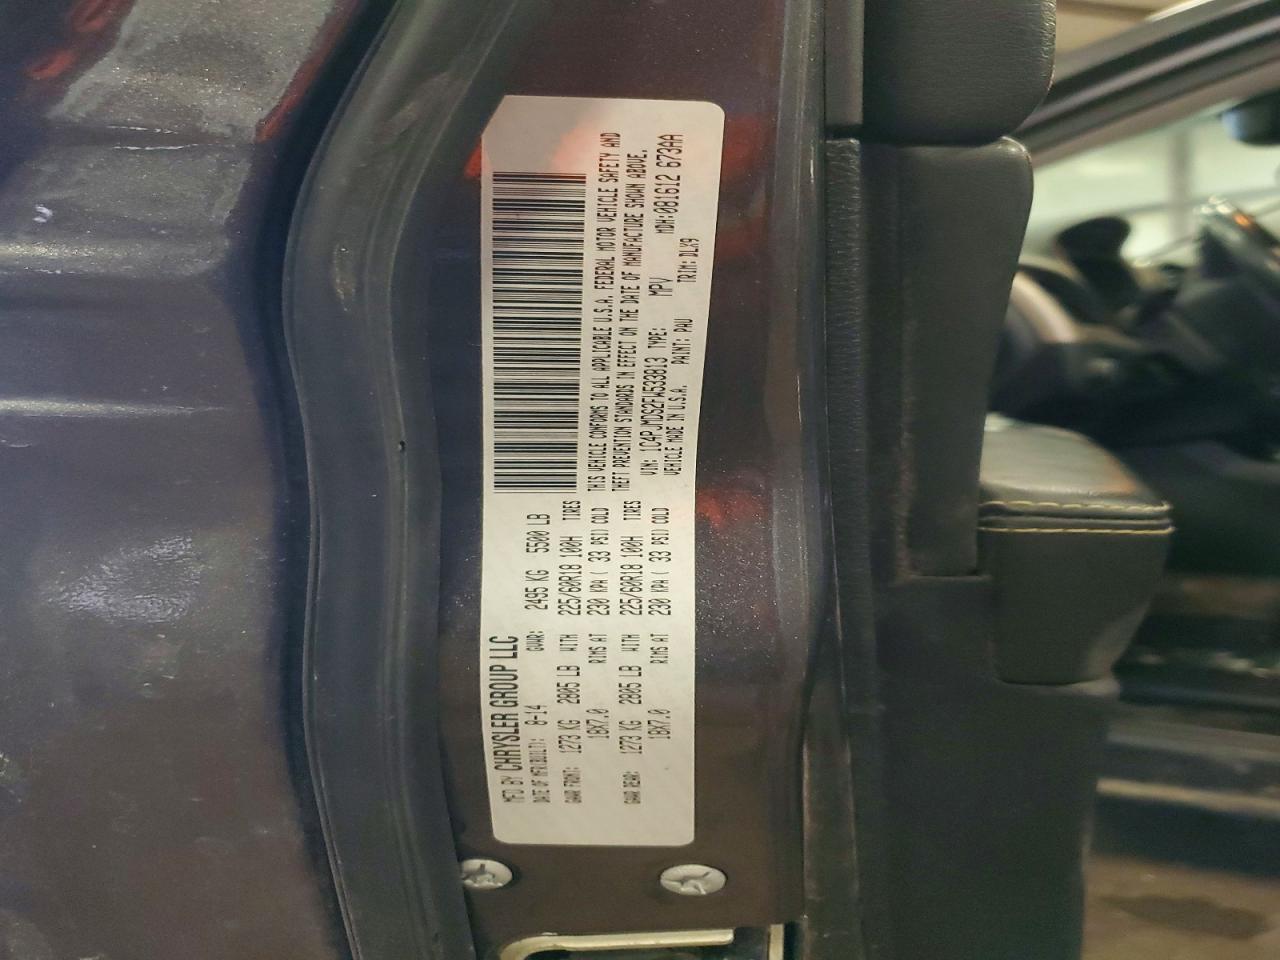 MFD BY CHRYSLER GROUP LLC
DATE OF MFR(BUILT): 8-14 GVWR: 2495 KG 5500 LB
GAWR FRONT: 1273 KG 2805 LB WITH 225/60R18 100H TIRES
18X7.0 RIMS AT 230 KPA ( 33 PSI) COLD
GAWR REAR: 1273 KG 2805 LB WITH 225/60R18 100H TIRES
18X7.0 RIMS AT 230 KPA ( 33 PSI) COLD
THIS VEHICLE CONFORMS TO ALL APPLICABLE U.S.A. FEDERAL MOTOR VEHICLE SAFETY AND
THEFT PREVENTION STANDARDS IN EFFECT ON THE DATE OF MANUFACTURE SHOWN ABOVE.
VIN: 1C4PJMDS2FW533813 TYPE: MPV MDH:081612 673AA
VEHICLE MADE IN U.S.A. PAINT: PAU TRIM: DLX9